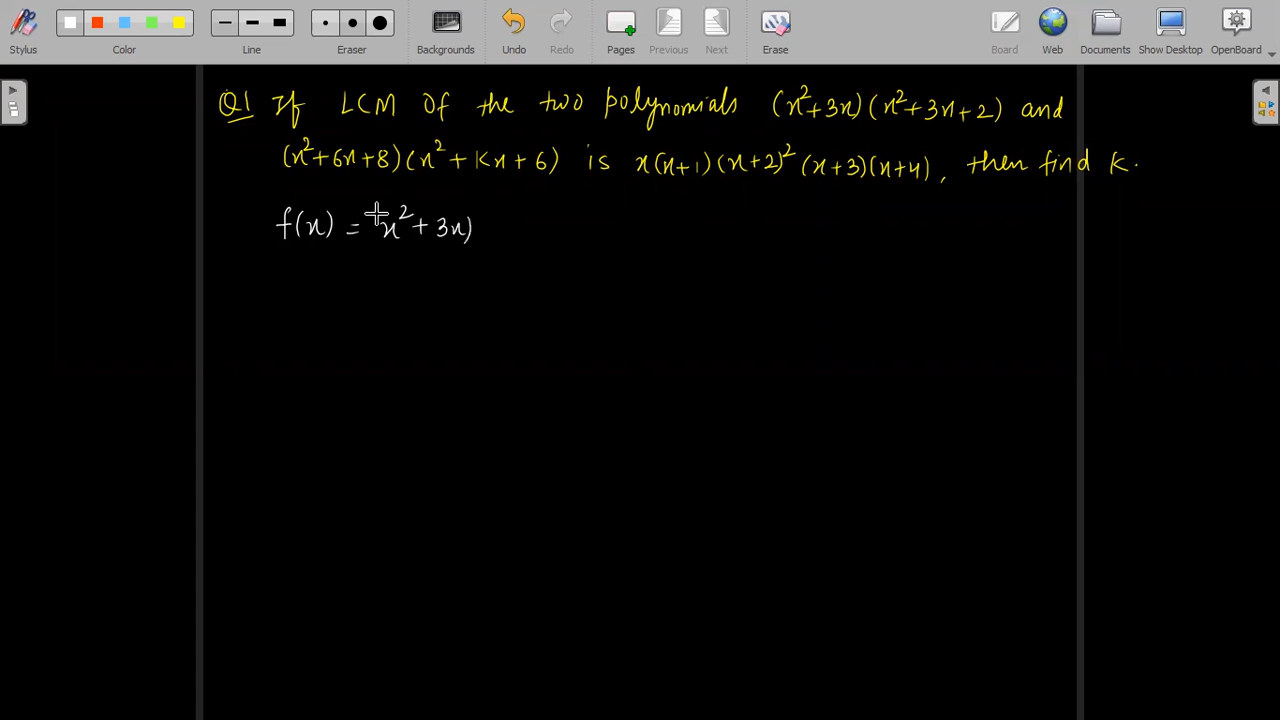 Stylus
Color
Line
Eraser
Backgrounds
Undo
Redo
Pages
Previous
Next
Erase
Board
Web
Documents
Show Desktop
OpenBoard
Q1 If LCM Of the two polynomials (x²+3x)(x²+3x+2) and
(x²+6x+8)(x²+kx+6) is x(x+1)(x+2)²(x+3)(x+4), then find k.
f(x) = x²+3x)